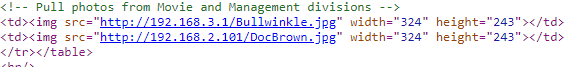 <!-- Pull photos from Movie and Management divisions -->
<td><img src="http://192.168.3.1/Bullwinkle.jpg" width="324" height="243"></td>
<td><img src="http://192.168.2.101/DocBrown.jpg" width="324" height="243"></td>
</tr></table>
<br/>